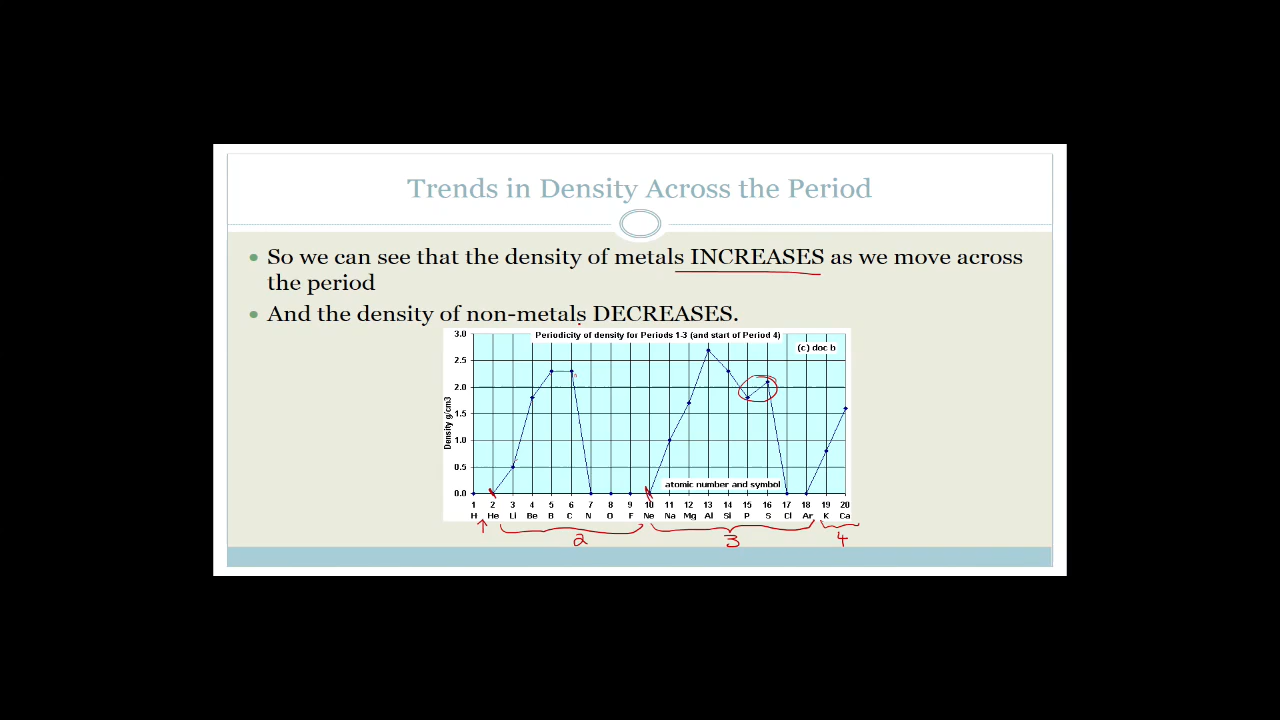 Trends in Density Across the Period
So we can see that the density of metals INCREASES as we move across
the period
And the density of non-metals DECREASES.
Periodicity of density for Periods 1-3 (and start of Period 4)
(c) doc b
Density g/cm3
3.0
2.5
2.0
1.5
1.0
0.5
0.0
atomic number and symbol
1 2 3 4 5 6 7 8 9 10 11 12 13 14 15 16 17 18 19 20
H He Li Be B C N O F Ne Na Mg Al Si P S Cl Ar K Ca
2 3 4